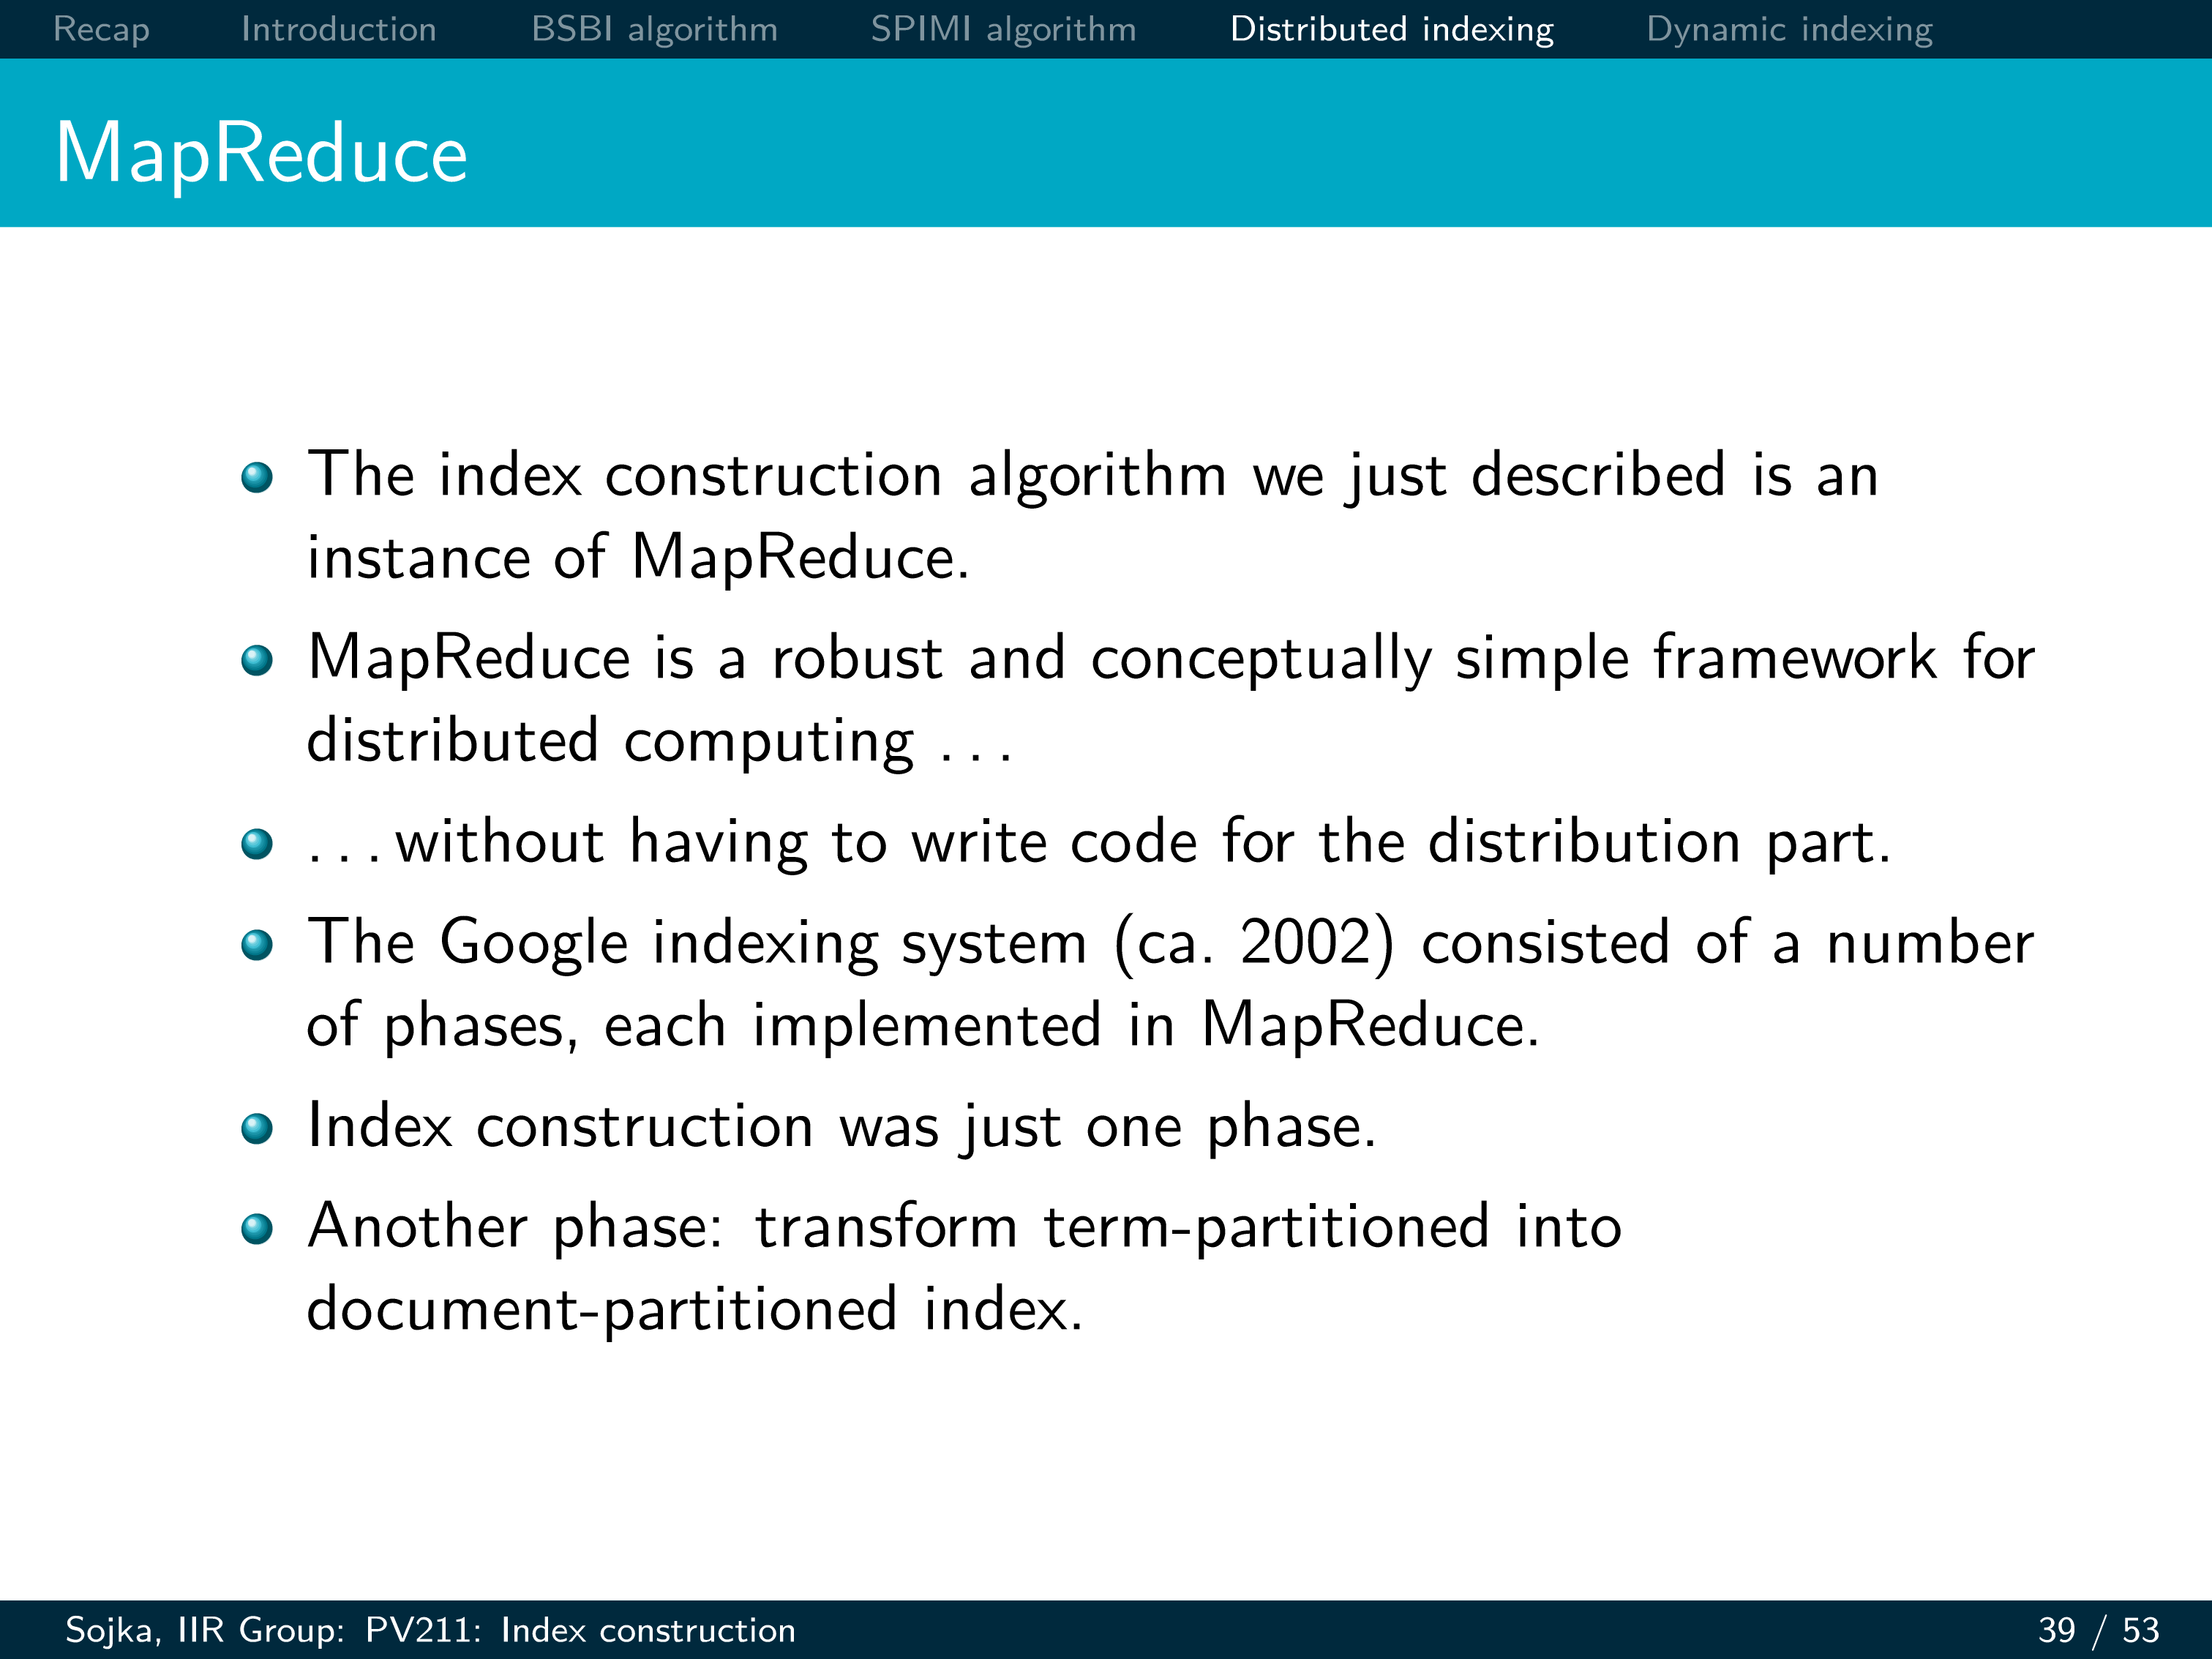 Recap Introduction BSBI algorithm SPIMI algorithm Distributed indexing Dynamic indexing
MapReduce
The index construction algorithm we just described is an
instance of MapReduce.
MapReduce is a robust and conceptually simple framework for
distributed computing . . .
. . . without having to write code for the distribution part.
The Google indexing system (ca. 2002) consisted of a number
of phases, each implemented in MapReduce.
Index construction was just one phase.
Another phase: transform term-partitioned into
document-partitioned index.
Sojka, IIR Group: PV211: Index construction 39 / 53